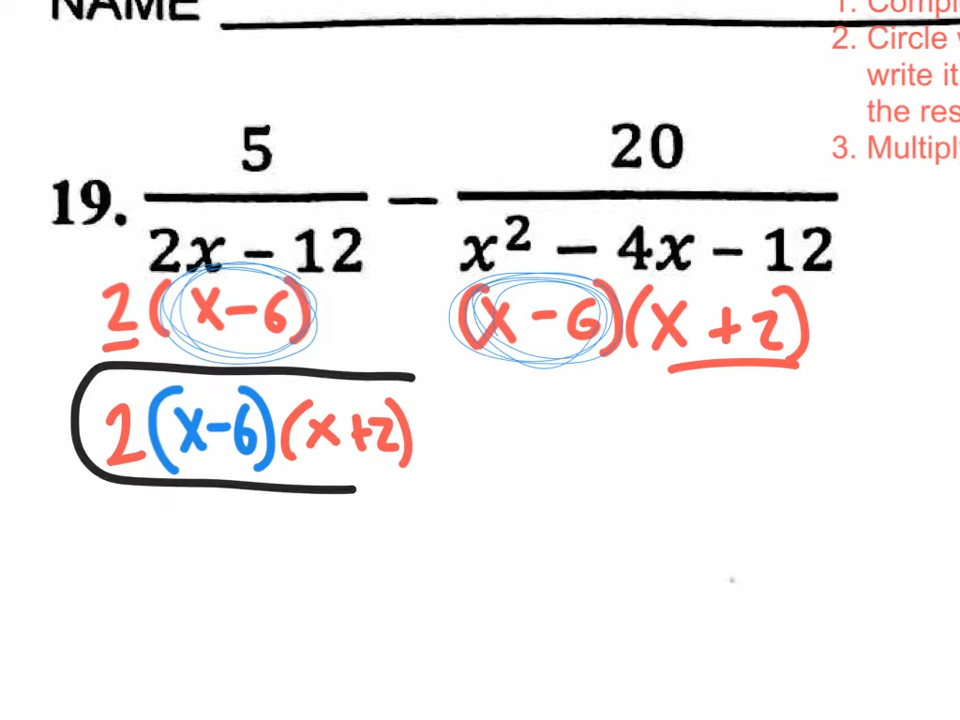 NAME
1. Compl
2. Circle
write it
the res
3. Multipl
19. 5/(2x − 12) − 20/(x² − 4x − 12)
2(x−6) (x−6)(x+2)
2(x−6)(x+2)